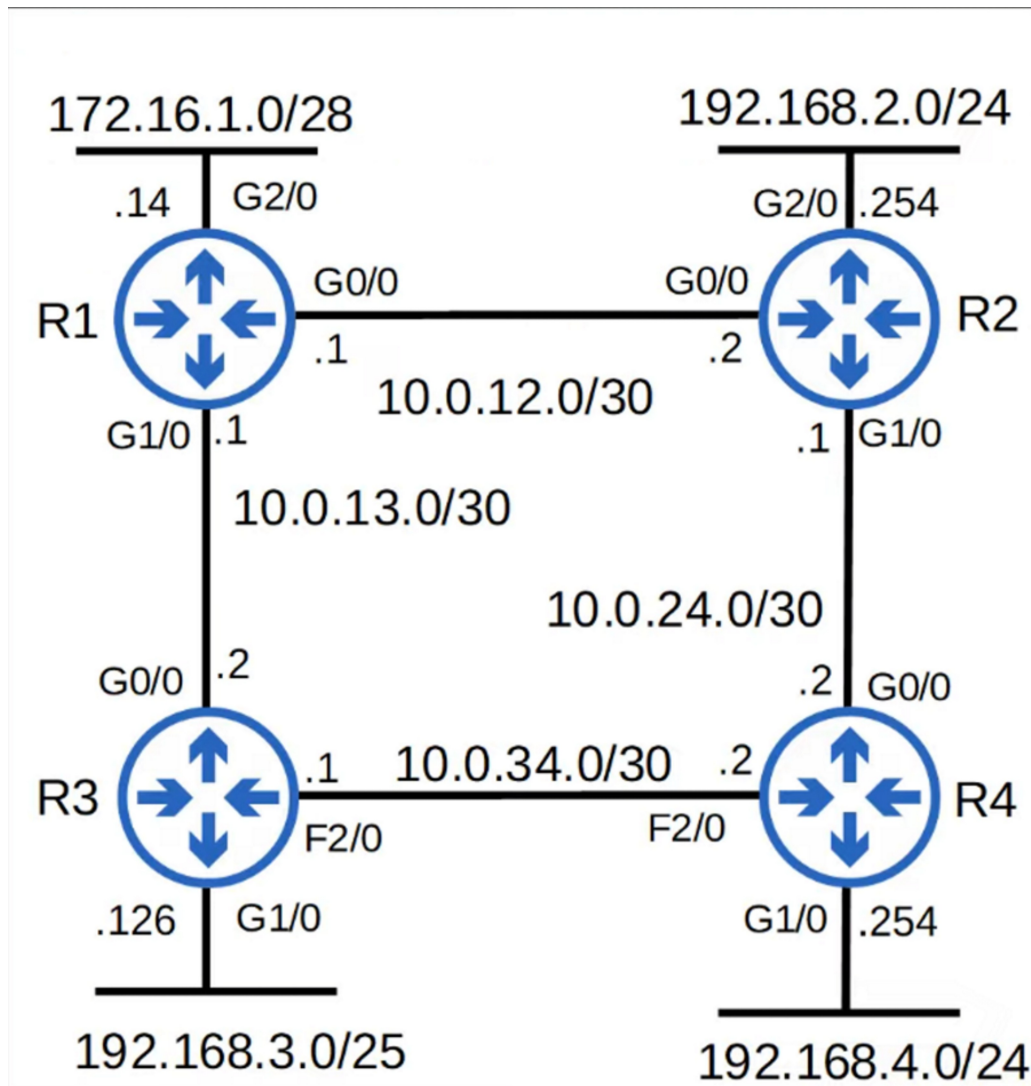 172.16.1.0/28
192.168.2.0/24
.14 G2/0
G2/0 .254
R1
G0/0
G0/0
R2
.1
.2
10.0.12.0/30
G1/0 .1
.1 G1/0
10.0.13.0/30
10.0.24.0/30
G0/0 .2
.2 G0/0
R3
.1
10.0.34.0/30
.2
R4
F2/0
F2/0
.126 G1/0
G1/0 .254
192.168.3.0/25
192.168.4.0/24